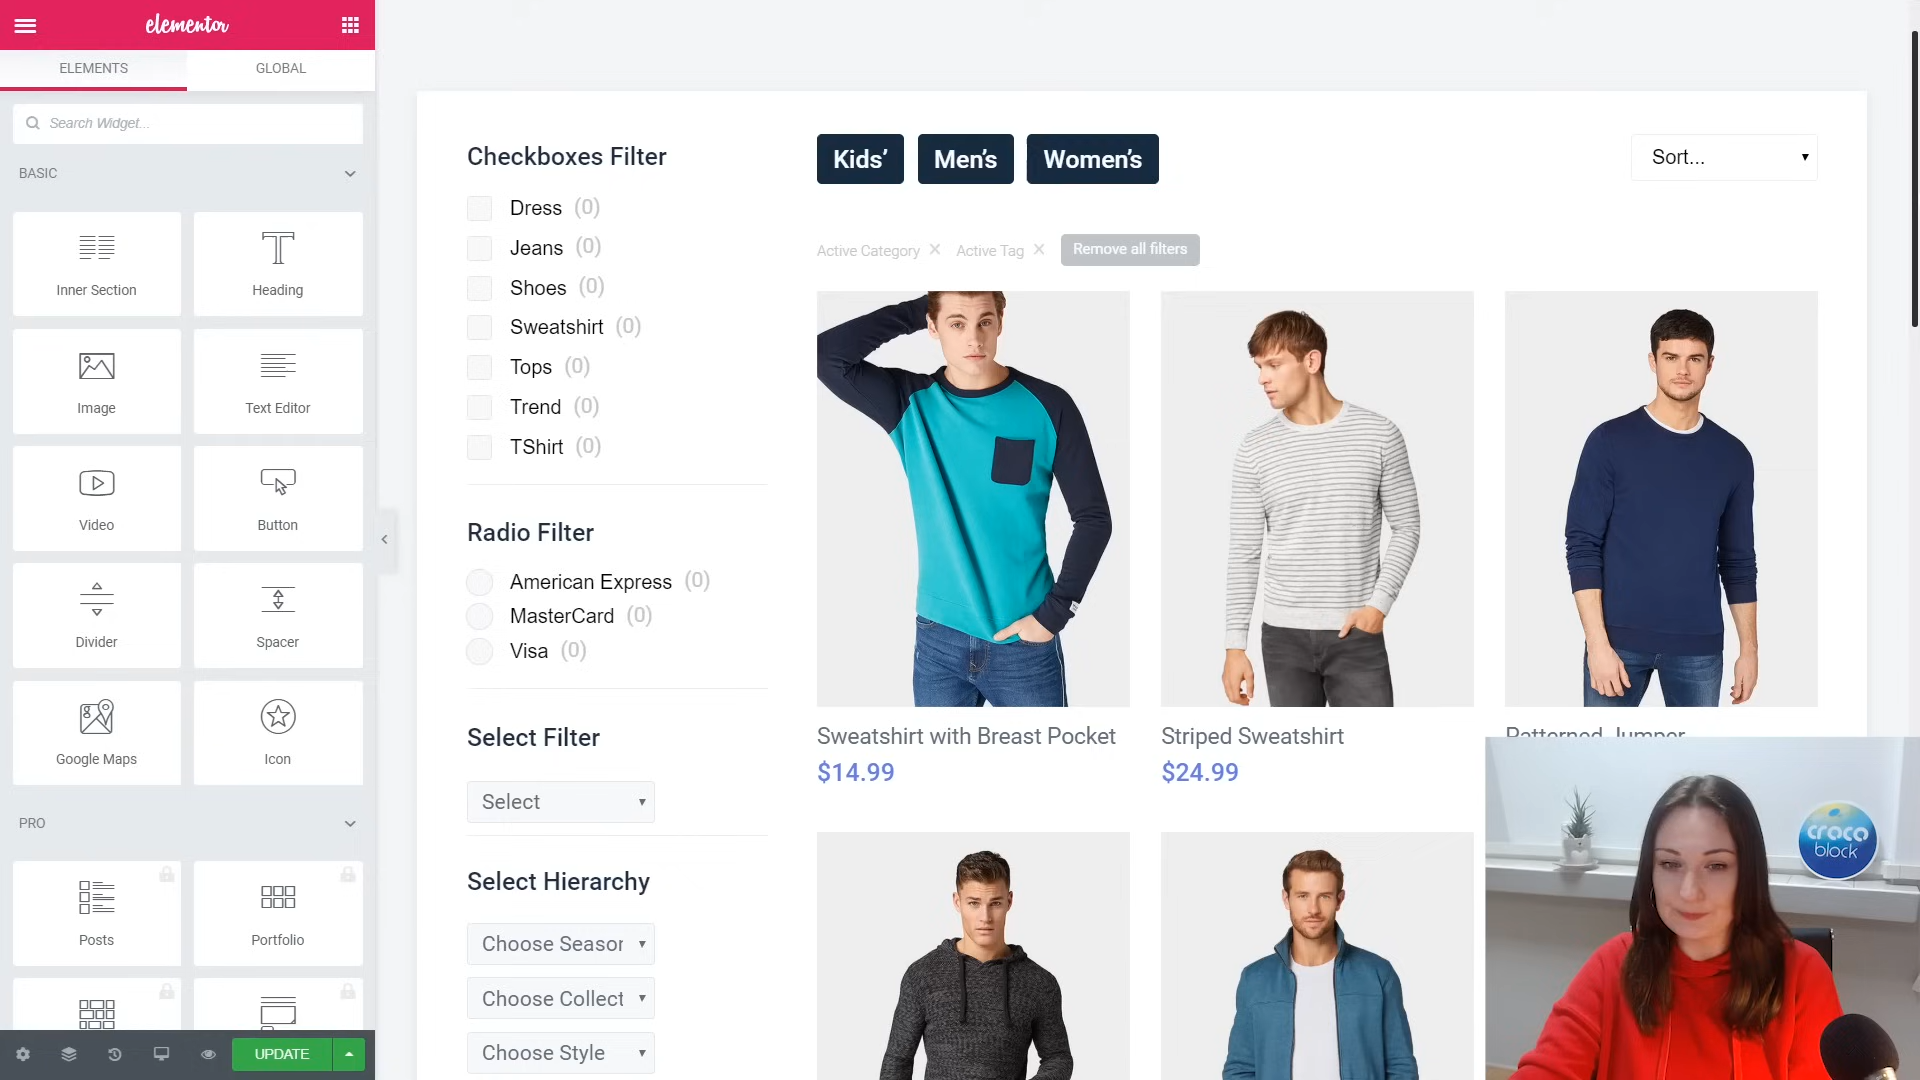 elementor
ELEMENTS
GLOBAL
Search Widget...
BASIC
Inner Section
Heading
Image
Text Editor
Video
Button
Divider
Spacer
Google Maps
Icon
PRO
Posts
Portfolio
UPDATE
Checkboxes Filter
Dress (0)
Jeans (0)
Shoes (0)
Sweatshirt (0)
Tops (0)
Trend (0)
TShirt (0)
Radio Filter
American Express (0)
MasterCard (0)
Visa (0)
Select Filter
Select
Select Hierarchy
Choose Seasor
Choose Collect
Choose Style
Kids’
Men’s
Women’s
Sort...
Active Category × Active Tag ×
Remove all filters
Sweatshirt with Breast Pocket
$14.99
Striped Sweatshirt
$24.99
Patterned Jumper
croco
block